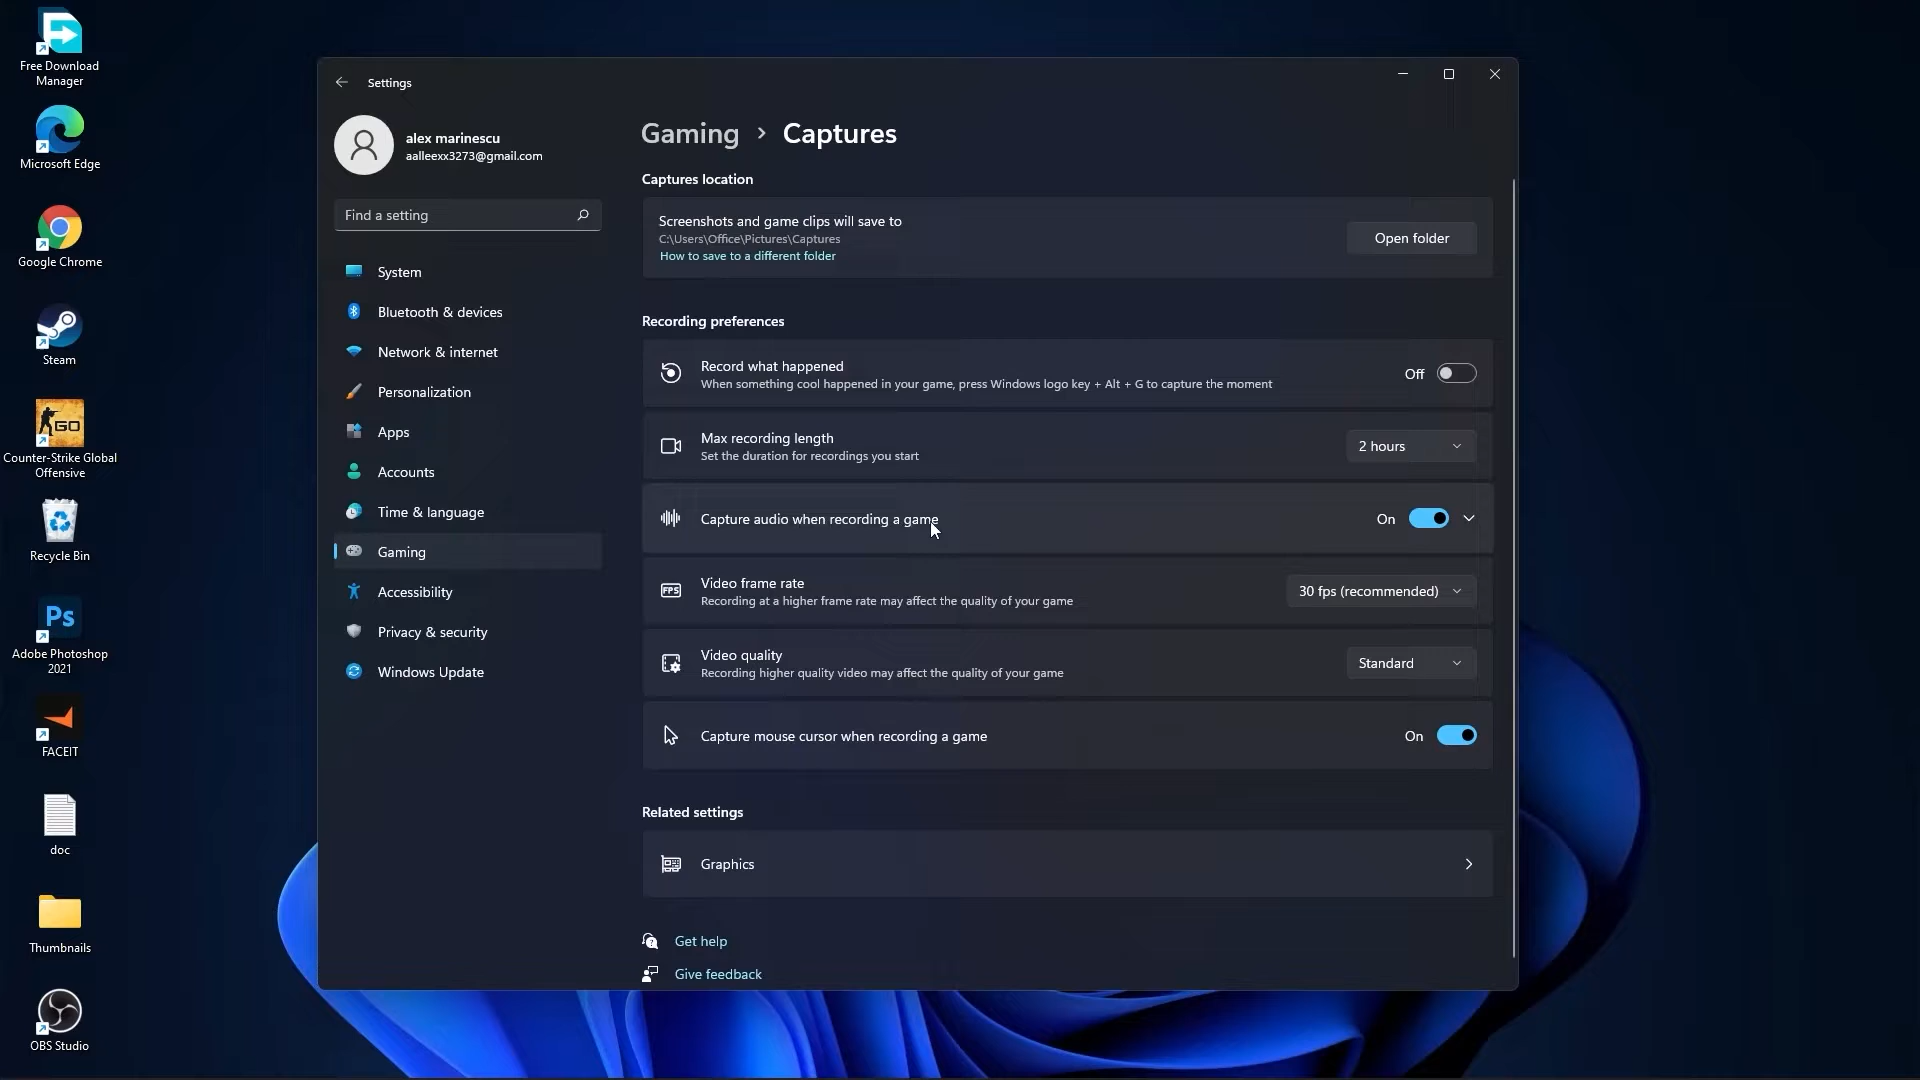 Free Download
Manager
Microsoft Edge
Google Chrome
Steam
GO
Counter-Strike Global
Offensive
Recycle Bin
Ps
Adobe Photoshop
2021
FACEIT
doc
Thumbnails
OBS Studio
Settings
alex marinescu
aalleexx3273@gmail.com
Find a setting
System
Bluetooth & devices
Network & internet
Personalization
Apps
Accounts
Time & language
Gaming
Accessibility
Privacy & security
Windows Update
Gaming › Captures
Captures location
Screenshots and game clips will save to
C:\Users\Office\Pictures\Captures
How to save to a different folder
Open folder
Recording preferences
Record what happened
When something cool happened in your game, press Windows logo key + Alt + G to capture the moment
Off
Max recording length
Set the duration for recordings you start
2 hours
Capture audio when recording a game
On
FPS
Video frame rate
Recording at a higher frame rate may affect the quality of your game
30 fps (recommended)
Video quality
Recording higher quality video may affect the quality of your game
Standard
Capture mouse cursor when recording a game
On
Related settings
Graphics
Get help
Give feedback